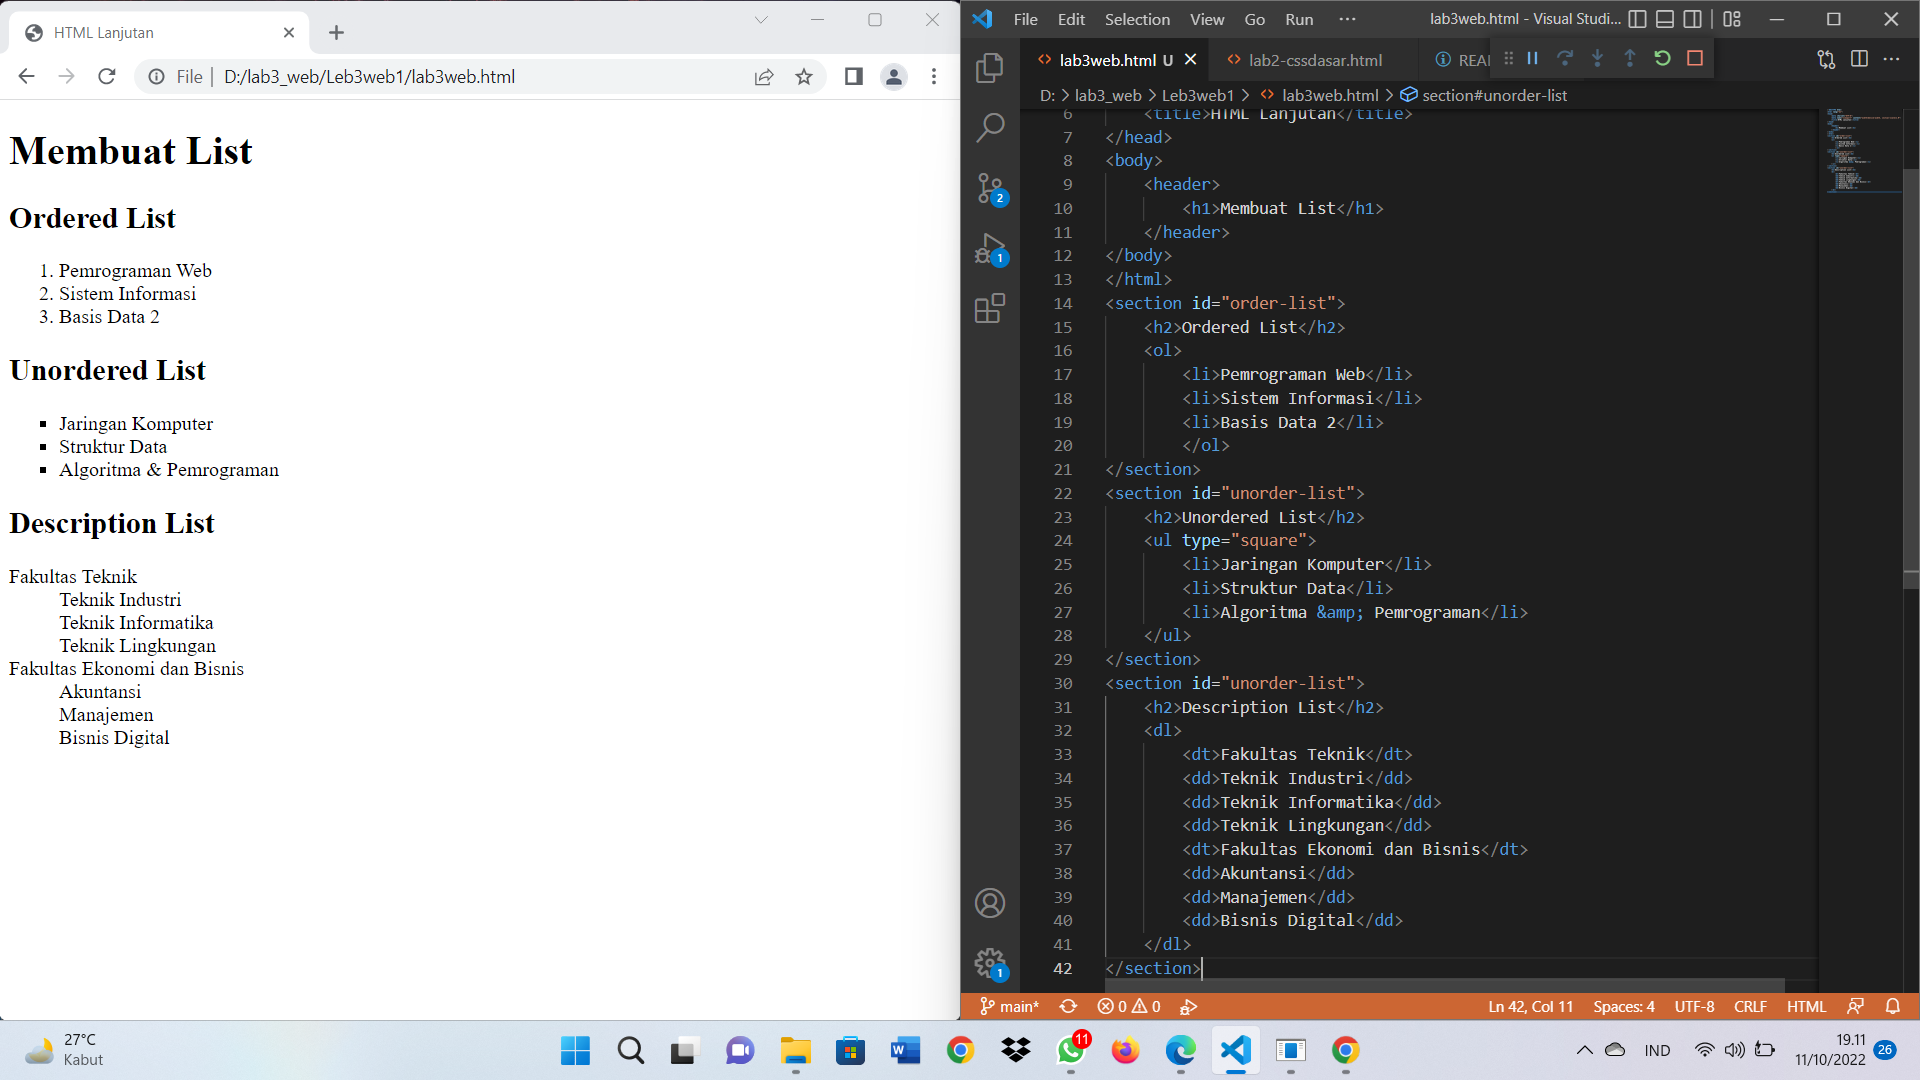 HTML Lanjutan
File
D:/lab3_web/Leb3web1/lab3web.html
Membuat List
Ordered List
1. Pemrograman Web
2. Sistem Informasi
3. Basis Data 2
Unordered List
Jaringan Komputer
Struktur Data
Algoritma & Pemrograman
Description List
Fakultas Teknik
Teknik Industri
Teknik Informatika
Teknik Lingkungan
Fakultas Ekonomi dan Bisnis
Akuntansi
Manajemen
Bisnis Digital
File Edit Selection View Go Run ··· lab3web.html - Visual Studi...
lab3web.html U lab2-cssdasar.html REA
D: > lab3_web > Leb3web1 > lab3web.html > section#unorder-list
6 <title>HTML Lanjutan</title>
7 </head>
8 <body>
9 <header>
10 <h1>Membuat List</h1>
11 </header>
12 </body>
13 </html>
14 <section id="order-list">
15 <h2>Ordered List</h2>
16 <ol>
17 <li>Pemrograman Web</li>
18 <li>Sistem Informasi</li>
19 <li>Basis Data 2</li>
20 </ol>
21 </section>
22 <section id="unorder-list">
23 <h2>Unordered List</h2>
24 <ul type="square">
25 <li>Jaringan Komputer</li>
26 <li>Struktur Data</li>
27 <li>Algoritma &amp; Pemrograman</li>
28 </ul>
29 </section>
30 <section id="unorder-list">
31 <h2>Description List</h2>
32 <dl>
33 <dt>Fakultas Teknik</dt>
34 <dd>Teknik Industri</dd>
35 <dd>Teknik Informatika</dd>
36 <dd>Teknik Lingkungan</dd>
37 <dt>Fakultas Ekonomi dan Bisnis</dt>
38 <dd>Akuntansi</dd>
39 <dd>Manajemen</dd>
40 <dd>Bisnis Digital</dd>
41 </dl>
42 </section>
2
1
1
main* 0 0 Ln 42, Col 11 Spaces: 4 UTF-8 CRLF HTML
27°C
Kabut
11
IND
19.11
11/10/2022
26